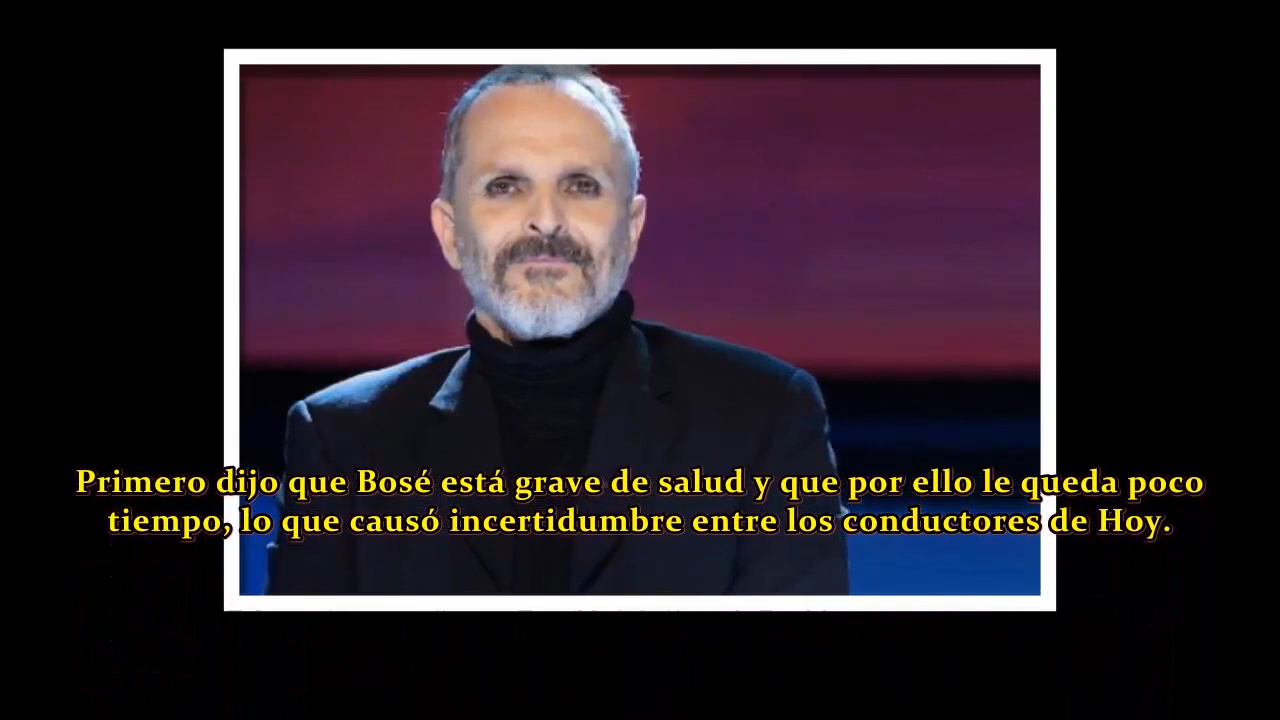 Primero dijo que Bosé está grave de salud y que por ello le queda poco
tiempo, lo que causó incertidumbre entre los conductores de Hoy.